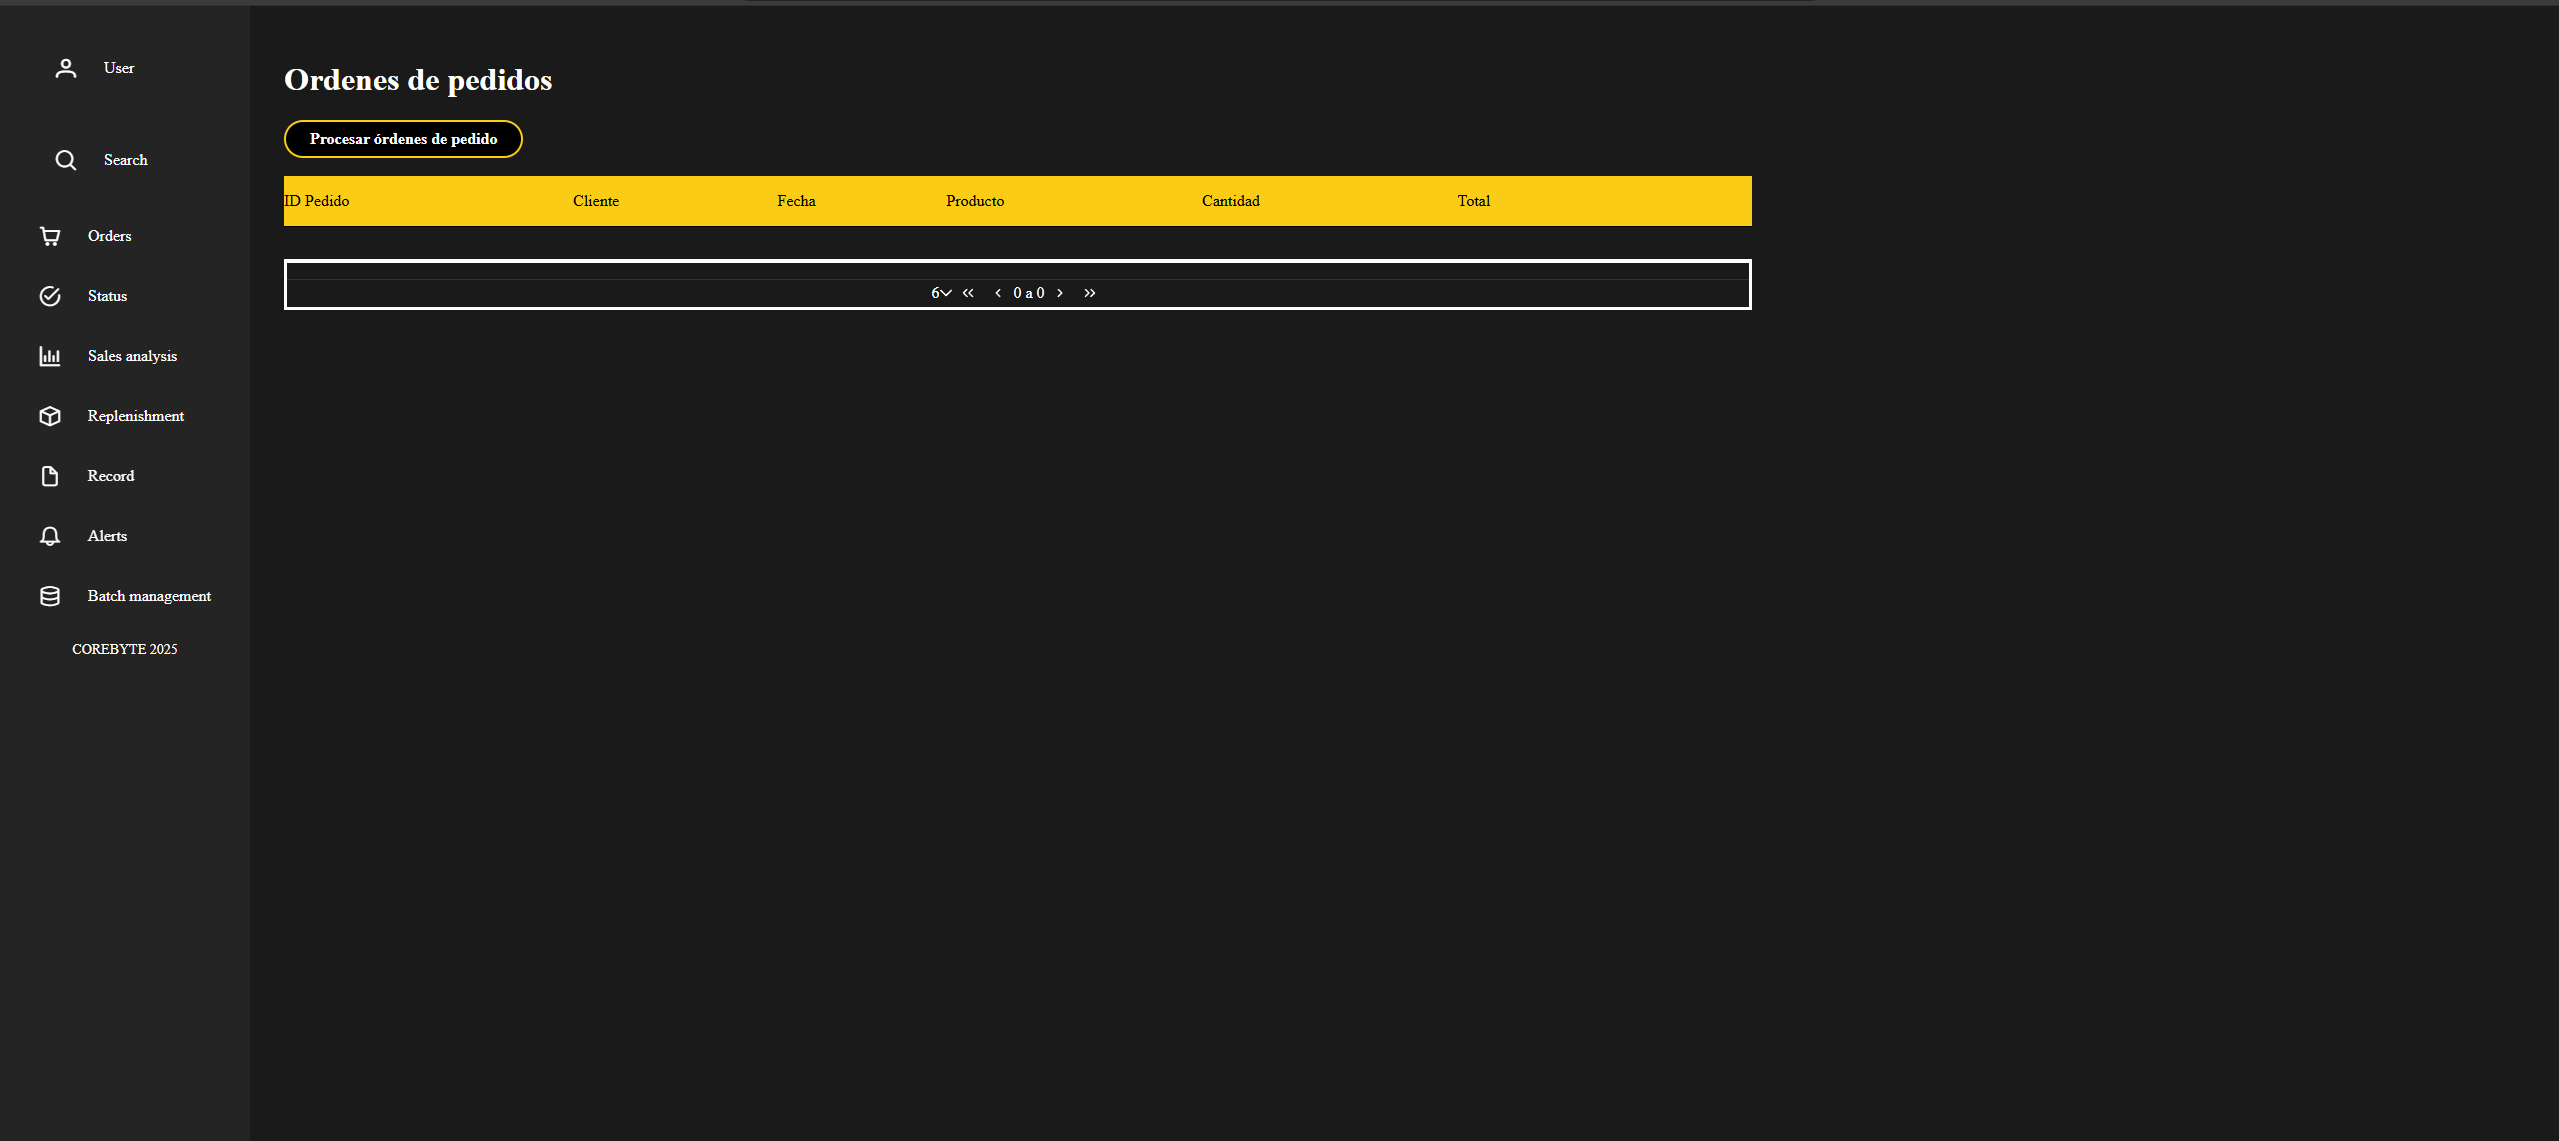 User
Search
Orders
Status
Sales analysis
Replenishment
Record
Alerts
Batch management
COREBYTE 2025
Ordenes de pedidos
Procesar órdenes de pedido
ID Pedido Cliente Fecha Producto Cantidad Total
6 0 a 0